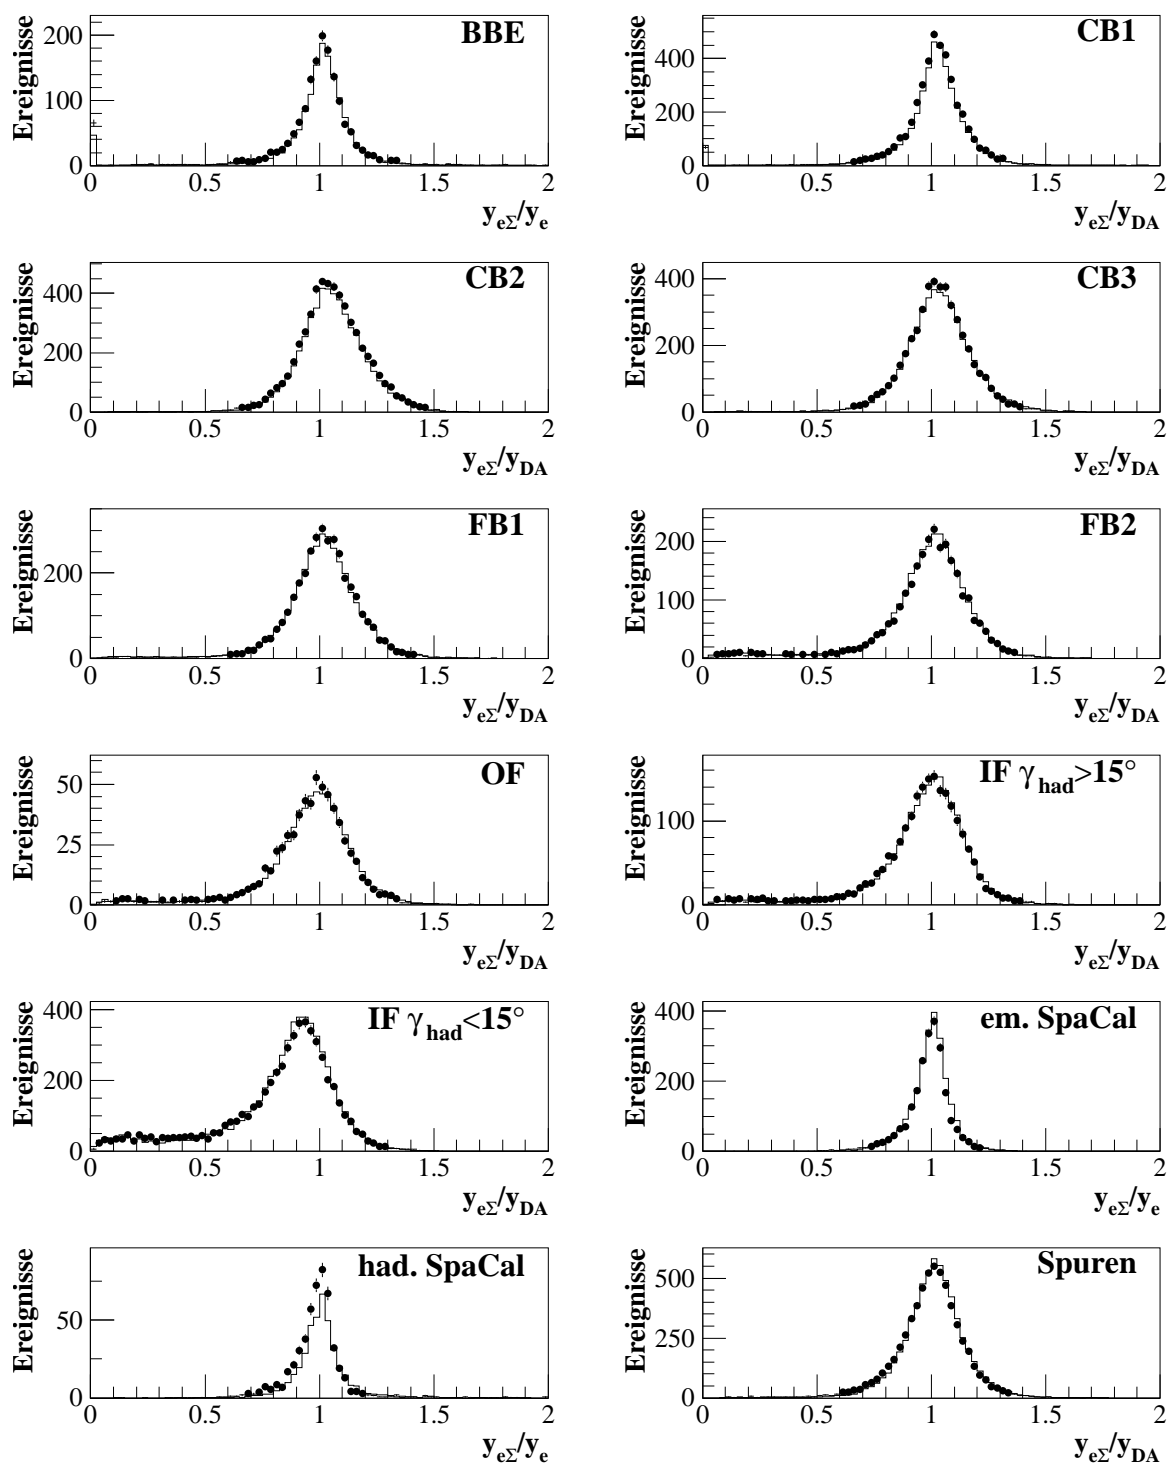 Ereignisse
BBE
200
100
0
0 0.5 1 1.5 2
y_eΣ/y_e
Ereignisse
CB1
400
200
0
0 0.5 1 1.5 2
y_eΣ/y_DA
Ereignisse
CB2
400
200
0
0 0.5 1 1.5 2
y_eΣ/y_DA
Ereignisse
CB3
400
200
0
0 0.5 1 1.5 2
y_eΣ/y_DA
Ereignisse
FB1
200
0
0 0.5 1 1.5 2
y_eΣ/y_DA
Ereignisse
FB2
200
100
0
0 0.5 1 1.5 2
y_eΣ/y_DA
Ereignisse
OF
50
25
0
0 0.5 1 1.5 2
y_eΣ/y_DA
Ereignisse
IF γ_had>15°
100
0
0 0.5 1 1.5 2
y_eΣ/y_DA
Ereignisse
IF γ_had<15°
400
200
0
0 0.5 1 1.5 2
y_eΣ/y_DA
Ereignisse
em. SpaCal
400
200
0
0 0.5 1 1.5 2
y_eΣ/y_e
Ereignisse
had. SpaCal
50
0
0 0.5 1 1.5 2
y_eΣ/y_e
Ereignisse
Spuren
500
250
0
0 0.5 1 1.5 2
y_eΣ/y_DA